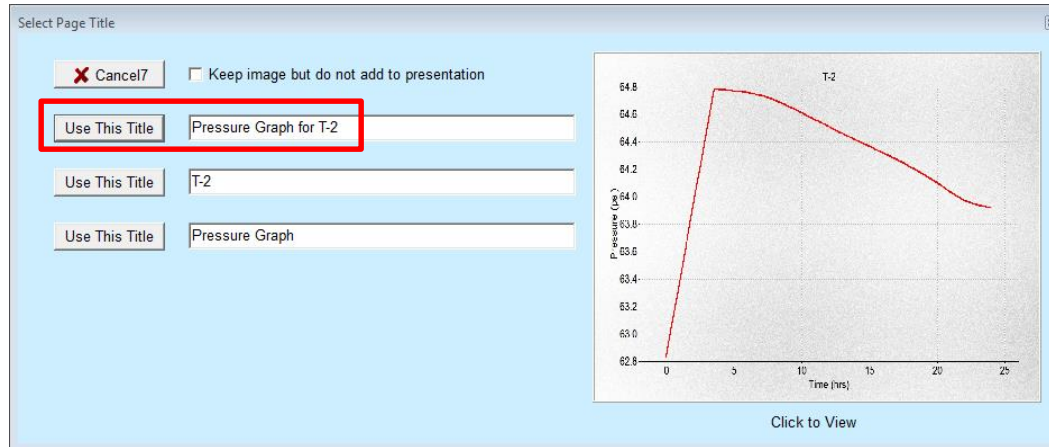 Select Page Title
Cancel7
Keep image but do not add to presentation
Use This Title
Pressure Graph for T-2
Use This Title
T-2
Use This Title
Pressure Graph
T-2
64.8
64.6
64.4
64.2
64.0
63.8
63.6
63.4
63.2
63.0
62.8
Pressure (psi)
0 5 10 15 20 25
Time (hrs)
Click to View